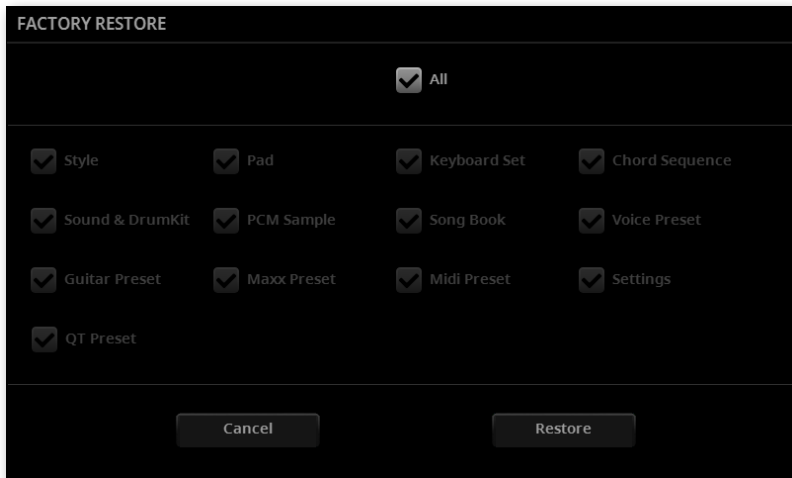 FACTORY RESTORE
All
Style Pad Keyboard Set Chord Sequence
Sound & DrumKit PCM Sample Song Book Voice Preset
Guitar Preset Maxx Preset Midi Preset Settings
QT Preset
Cancel Restore